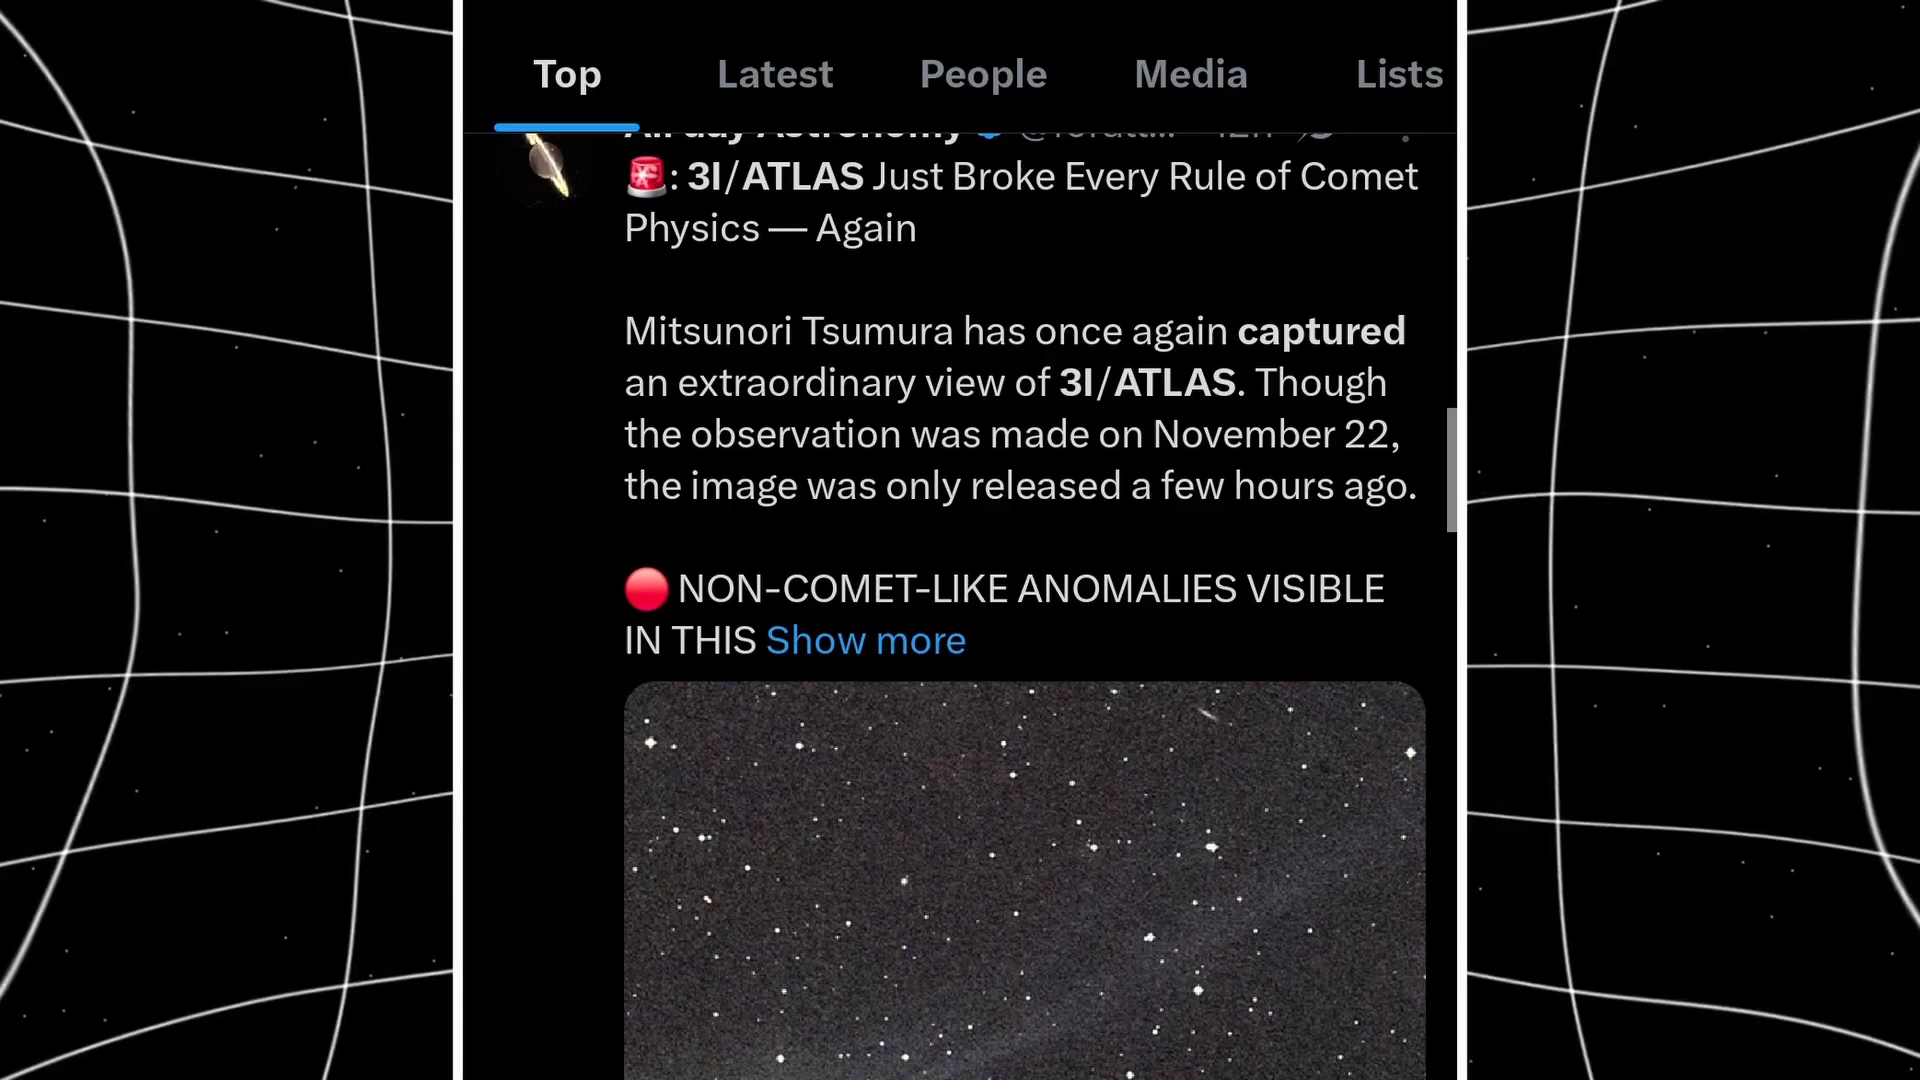 Top Latest People Media Lists
🚨: 3I/ATLAS Just Broke Every Rule of Comet
Physics — Again
Mitsunori Tsumura has once again captured
an extraordinary view of 3I/ATLAS. Though
the observation was made on November 22,
the image was only released a few hours ago.
🔴 NON-COMET-LIKE ANOMALIES VISIBLE
IN THIS Show more